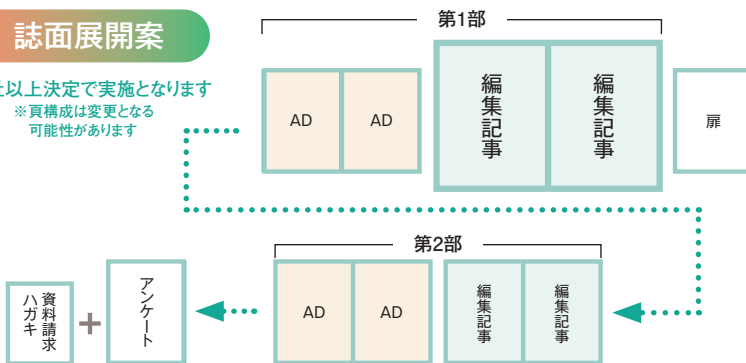 誌面展開案
社以上決定で実施となります
※頁構成は変更となる
可能性があります
第1部
扉
編集記事
編集記事
AD
AD
第2部
編集記事
編集記事
AD
AD
アンケート
+
資料請求
ハガキ